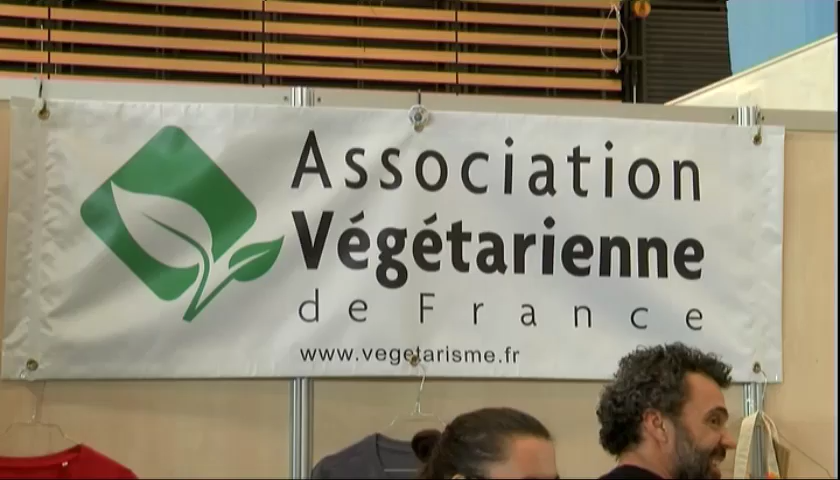 Association
Végétarienne
de France
www.vegetarisme.fr